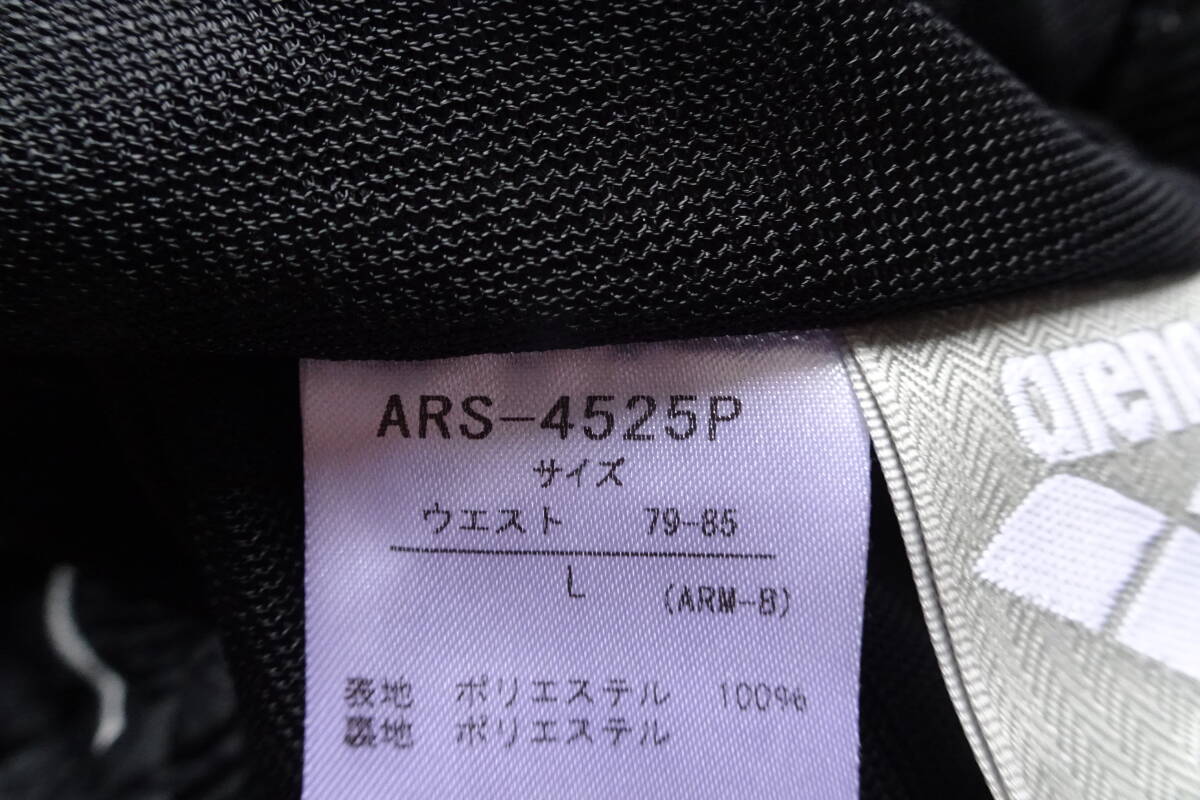 ARS-4525P
サイズ
ウエスト 79-85
L (ARM-B)
表地 ポリエステル 100%
裏地 ポリエステル
aren